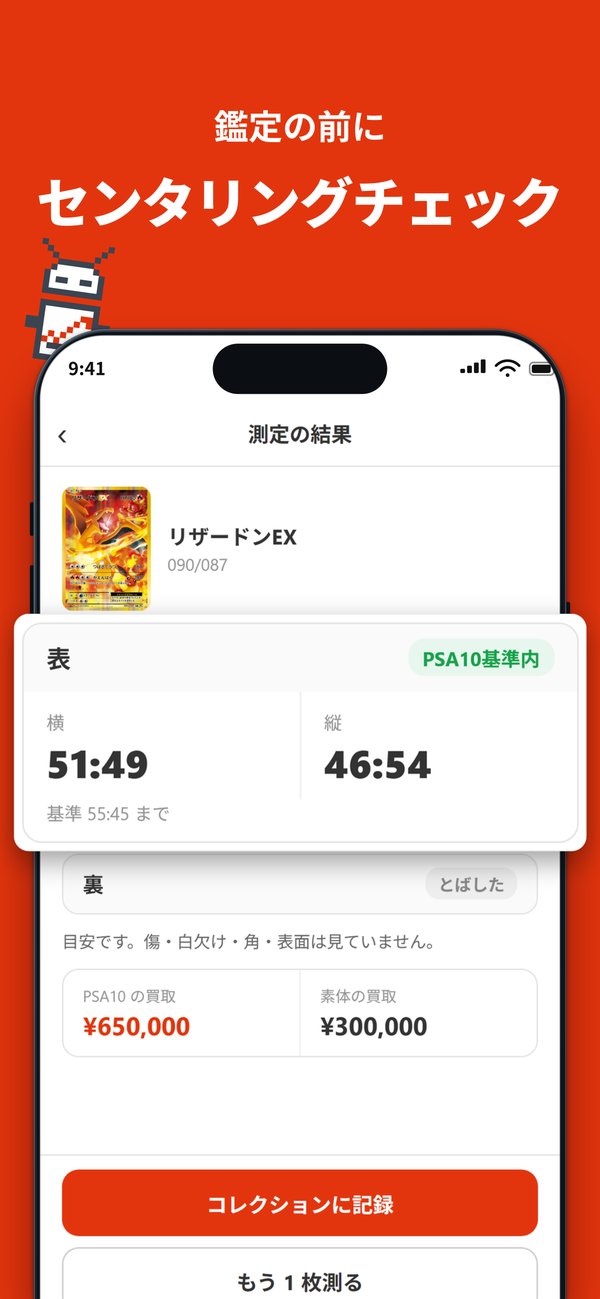 鑑定の前に
センタリングチェック
9:41
‹
測定の結果
リザードンEX
090/087
表
PSA10基準内
横
縦
51:49
46:54
基準 55:45 まで
裏
とばした
目安です。傷・白欠け・角・表面は見ていません。
PSA10 の買取
素体の買取
¥650,000
¥300,000
コレクションに記録
もう 1 枚測る